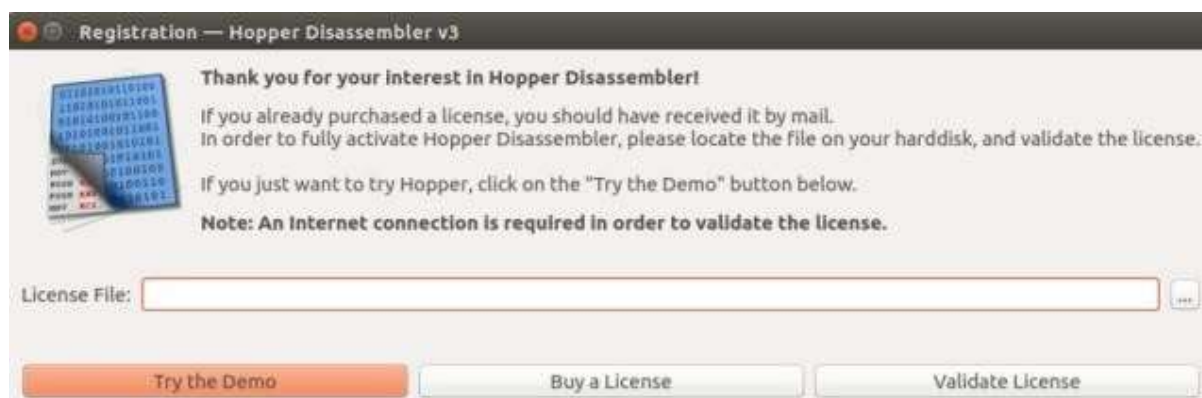 Registration — Hopper Disassembler v3
Thank you for your interest in Hopper Disassembler!
If you already purchased a license, you should have received it by mail.
In order to fully activate Hopper Disassembler, please locate the file on your harddisk, and validate the license.
If you just want to try Hopper, click on the "Try the Demo" button below.
Note: An Internet connection is required in order to validate the license.
License File:
...
Try the Demo
Buy a License
Validate License